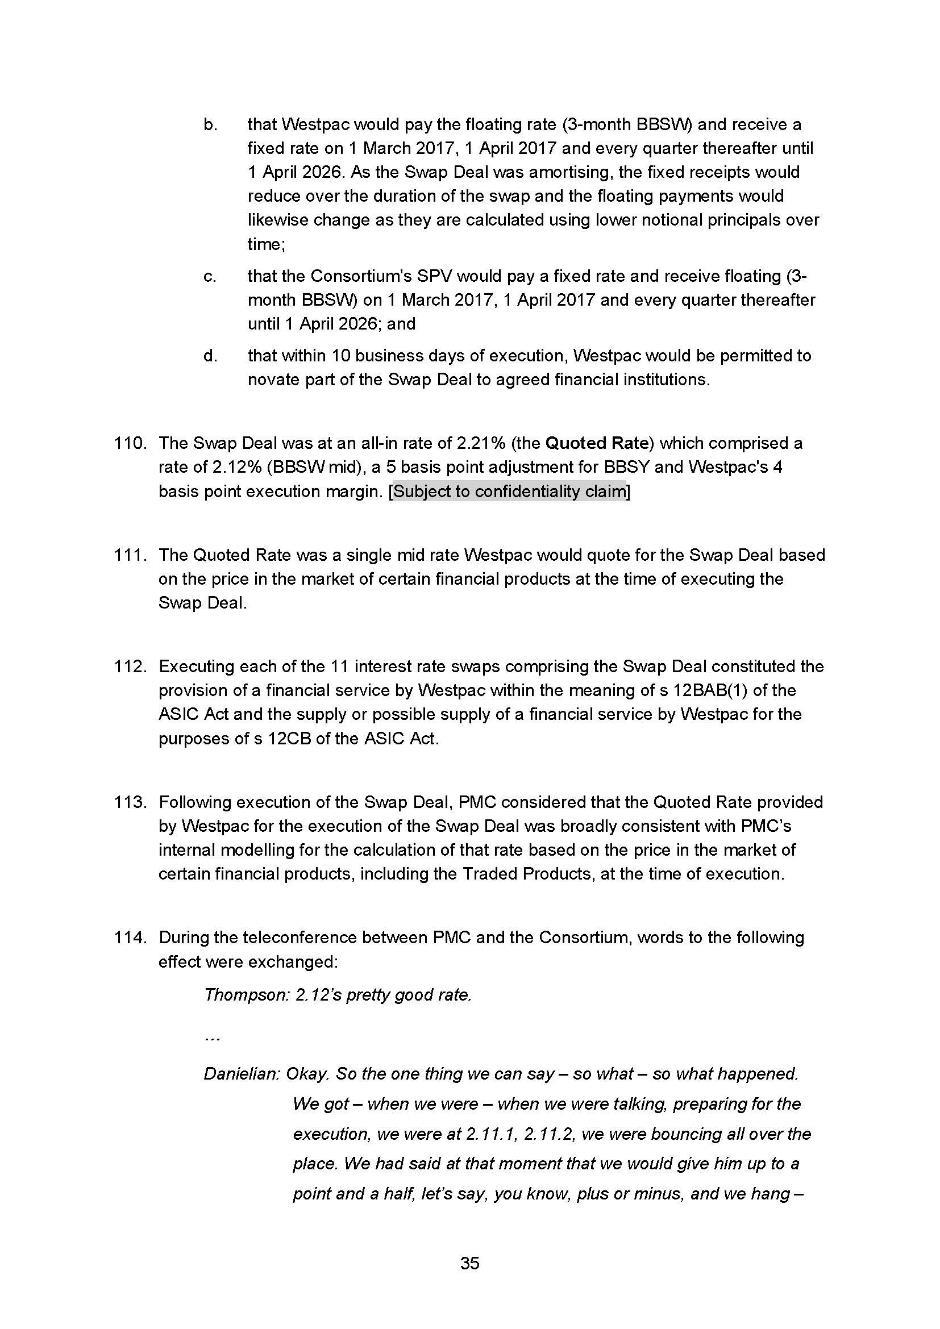 b. that Westpac would pay the floating rate (3-month BBSW) and receive a
fixed rate on 1 March 2017, 1 April 2017 and every quarter thereafter until
1 April 2026. As the Swap Deal was amortising, the fixed receipts would
reduce over the duration of the swap and the floating payments would
likewise change as they are calculated using lower notional principals over
time;
c. that the Consortium's SPV would pay a fixed rate and receive floating (3-
month BBSW) on 1 March 2017, 1 April 2017 and every quarter thereafter
until 1 April 2026; and
d. that within 10 business days of execution, Westpac would be permitted to
novate part of the Swap Deal to agreed financial institutions.
110. The Swap Deal was at an all-in rate of 2.21% (the Quoted Rate) which comprised a
rate of 2.12% (BBSW mid), a 5 basis point adjustment for BBSY and Westpac's 4
basis point execution margin. [Subject to confidentiality claim]
111. The Quoted Rate was a single mid rate Westpac would quote for the Swap Deal based
on the price in the market of certain financial products at the time of executing the
Swap Deal.
112. Executing each of the 11 interest rate swaps comprising the Swap Deal constituted the
provision of a financial service by Westpac within the meaning of s 12BAB(1) of the
ASIC Act and the supply or possible supply of a financial service by Westpac for the
purposes of s 12CB of the ASIC Act.
113. Following execution of the Swap Deal, PMC considered that the Quoted Rate provided
by Westpac for the execution of the Swap Deal was broadly consistent with PMC's
internal modelling for the calculation of that rate based on the price in the market of
certain financial products, including the Traded Products, at the time of execution.
114. During the teleconference between PMC and the Consortium, words to the following
effect were exchanged:
Thompson: 2.12's pretty good rate.
...
Danielian: Okay. So the one thing we can say – so what – so what happened.
We got – when we were – when we were talking, preparing for the
execution, we were at 2.11.1, 2.11.2, we were bouncing all over the
place. We had said at that moment that we would give him up to a
point and a half, let's say, you know, plus or minus, and we hang –
35